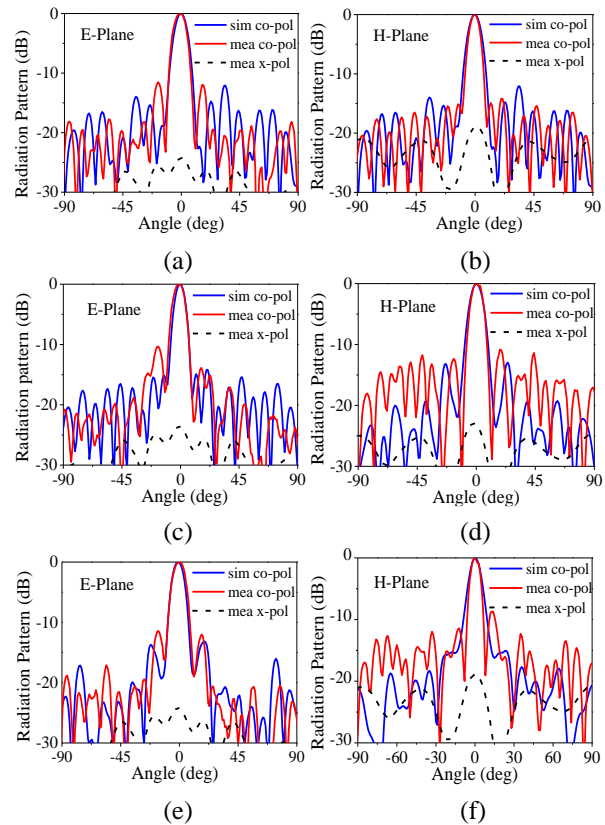 E-Plane
sim co-pol
mea co-pol
mea x-pol
Radiation Pattern (dB)
0
-10
-20
-30
-90 -45 0 45 90
Angle (deg)
(a)
H-Plane
sim co-pol
mea co-pol
mea x-pol
Radiation Pattern (dB)
0
-10
-20
-30
-90 -45 0 45 90
Angle (deg)
(b)
E-Plane
sim co-pol
mea co-pol
mea x-pol
Radiation pattern (dB)
0
-10
-20
-30
-90 -45 0 45 90
Angle (deg)
(c)
H-Plane
sim co-pol
mea co-pol
mea x-pol
Radiation Pattern (dB)
0
-10
-20
-30
-90 -45 0 45 90
Angle (deg)
(d)
E-Plane
sim co-pol
mea co-pol
mea x-pol
Radiation Pattern (dB)
0
-10
-20
-30
-90 -45 0 45 90
Angle (deg)
(e)
H-Plane
sim co-pol
mea co-pol
mea x-pol
Radiation Pattern (dB)
0
-10
-20
-30
-90 -60 -30 0 30 60 90
Angle (deg)
(f)